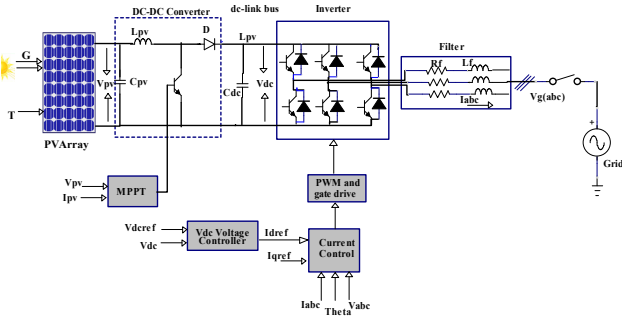 DC-DC Converter
dc-link bus
Inverter
Lpv
D
Lpv
G
Vpv
Cpv
Cdc
Vdc
T
PVArray
Filter
Rf
Lf
Iabc
Vg(abc)
+
Grid
Vpv
Ipv
MPPT
PWM and
gate drive
Vdcref
Vdc
Vdc Voltage
Controller
Idref
Iqref
Current
Control
Iabc
Theta
Vabc